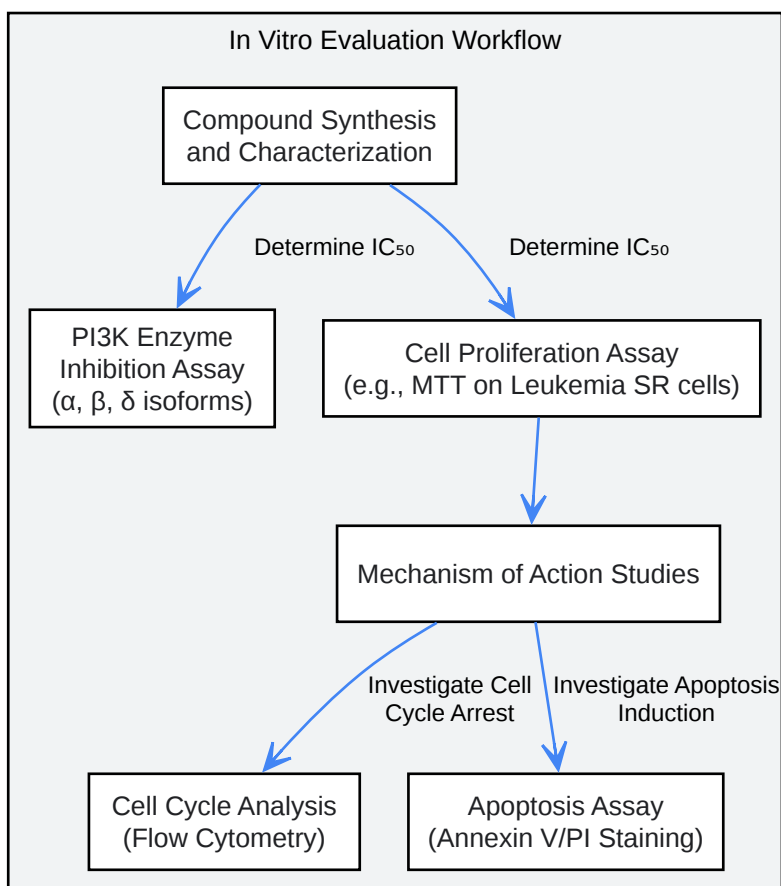 In Vitro Evaluation Workflow
Compound Synthesis
and Characterization
Determine IC₅₀
Determine IC₅₀
PI3K Enzyme
Inhibition Assay
(α, β, δ isoforms)
Cell Proliferation Assay
(e.g., MTT on Leukemia SR cells)
Mechanism of Action Studies
Investigate Cell
Cycle Arrest
Investigate Apoptosis
Induction
Cell Cycle Analysis
(Flow Cytometry)
Apoptosis Assay
(Annexin V/PI Staining)